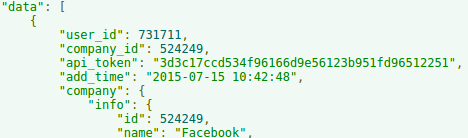 "data": [
{
"user_id": 731711,
"company_id": 524249,
"api_token": "3d3c17ccd534f96166d9e56123b951fd96512251",
"add_time": "2015-07-15 10:42:48",
"company": {
"info": {
"id": 524249,
"name": "Facebook",